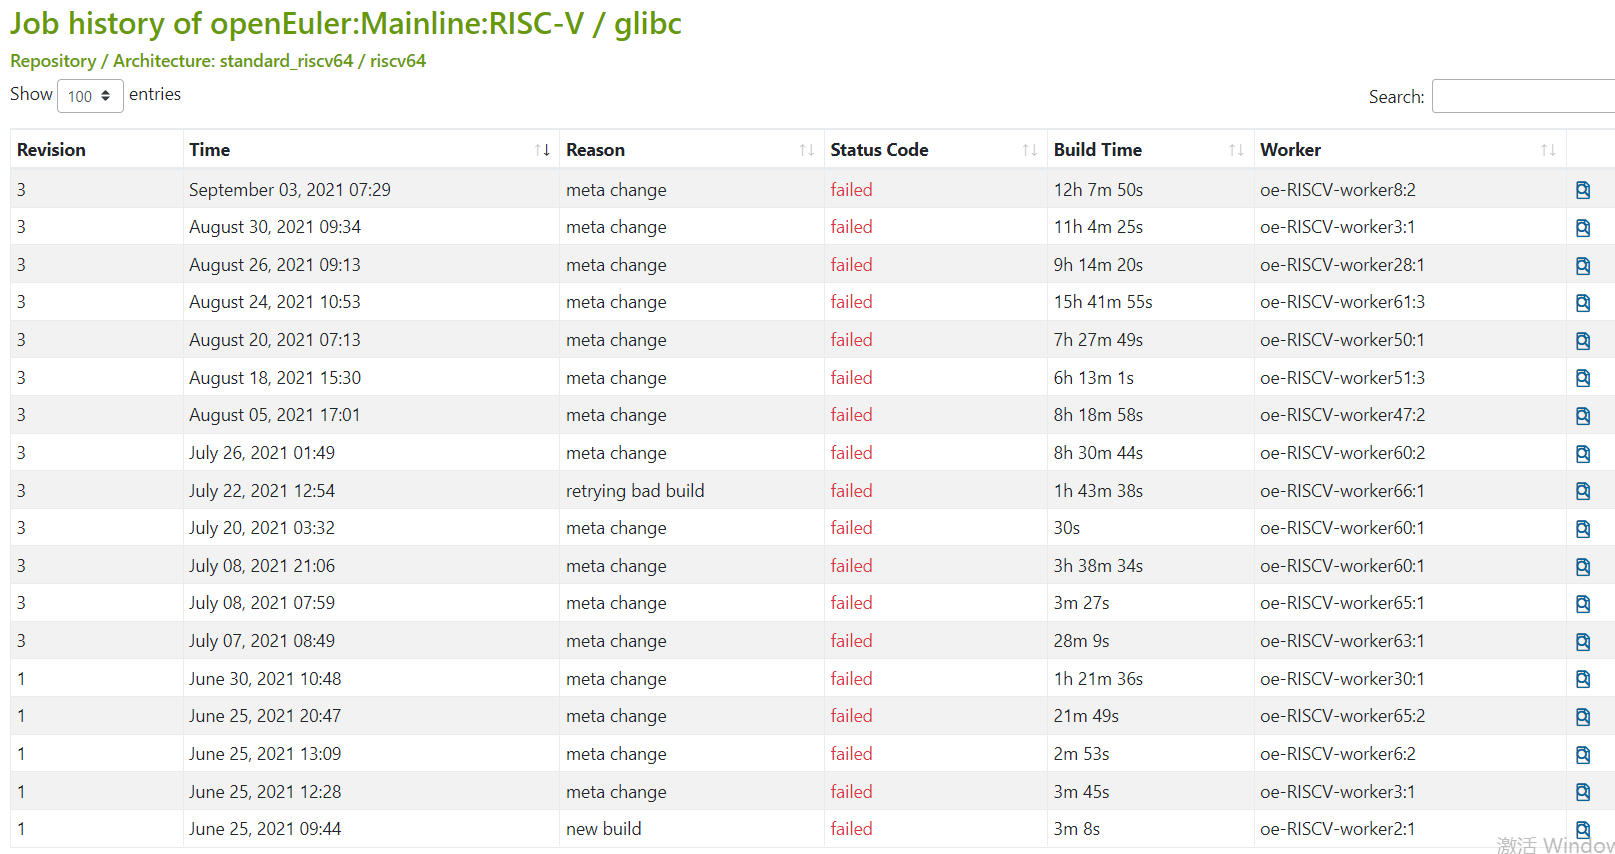 Job history of openEuler:Mainline:RISC-V / glibc
Repository / Architecture: standard_riscv64 / riscv64
Show 100 entries Search:
Revision Time Reason Status Code Build Time Worker
3 September 03, 2021 07:29 meta change failed 12h 7m 50s oe-RISCV-worker8:2
3 August 30, 2021 09:34 meta change failed 11h 4m 25s oe-RISCV-worker3:1
3 August 26, 2021 09:13 meta change failed 9h 14m 20s oe-RISCV-worker28:1
3 August 24, 2021 10:53 meta change failed 15h 41m 55s oe-RISCV-worker61:3
3 August 20, 2021 07:13 meta change failed 7h 27m 49s oe-RISCV-worker50:1
3 August 18, 2021 15:30 meta change failed 6h 13m 1s oe-RISCV-worker51:3
3 August 05, 2021 17:01 meta change failed 8h 18m 58s oe-RISCV-worker47:2
3 July 26, 2021 01:49 meta change failed 8h 30m 44s oe-RISCV-worker60:2
3 July 22, 2021 12:54 retrying bad build failed 1h 43m 38s oe-RISCV-worker66:1
3 July 20, 2021 03:32 meta change failed 30s oe-RISCV-worker60:1
3 July 08, 2021 21:06 meta change failed 3h 38m 34s oe-RISCV-worker60:1
3 July 08, 2021 07:59 meta change failed 3m 27s oe-RISCV-worker65:1
3 July 07, 2021 08:49 meta change failed 28m 9s oe-RISCV-worker63:1
1 June 30, 2021 10:48 meta change failed 1h 21m 36s oe-RISCV-worker30:1
1 June 25, 2021 20:47 meta change failed 21m 49s oe-RISCV-worker65:2
1 June 25, 2021 13:09 meta change failed 2m 53s oe-RISCV-worker6:2
1 June 25, 2021 12:28 meta change failed 3m 45s oe-RISCV-worker3:1
1 June 25, 2021 09:44 new build failed 3m 8s oe-RISCV-worker2:1
激活 Window